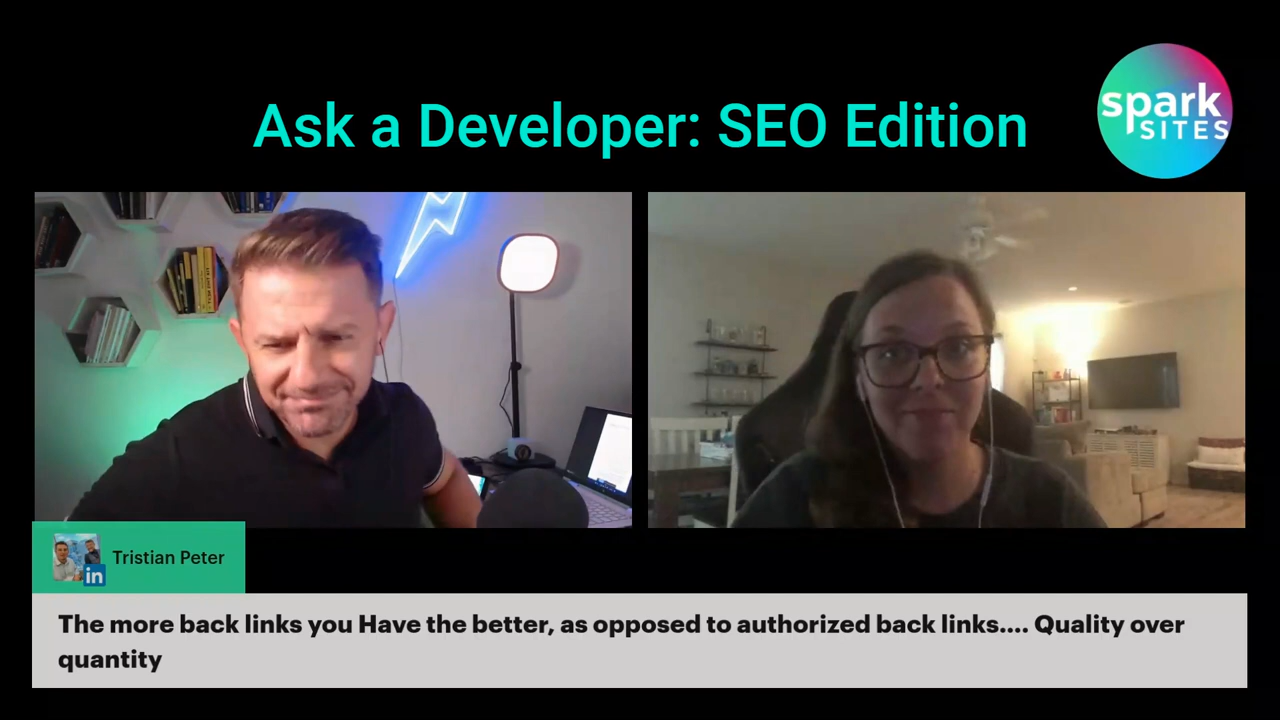 Ask a Developer: SEO Edition
spark
SITES
Tristian Peter
in
The more back links you Have the better, as opposed to authorized back links.... Quality over
quantity